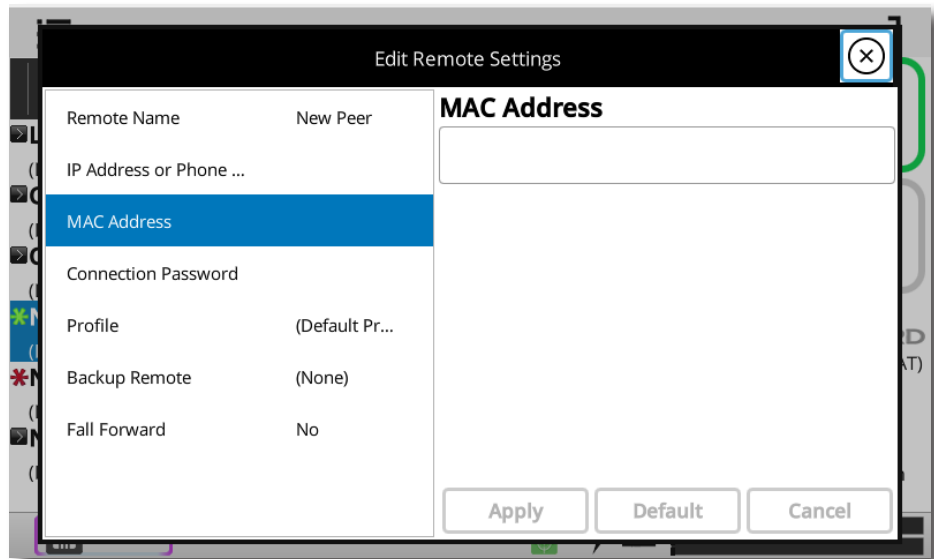 Edit Remote Settings
Remote Name New Peer
IP Address or Phone ...
MAC Address
Connection Password
Profile (Default Pr...
Backup Remote (None)
Fall Forward No
MAC Address
Apply Default Cancel